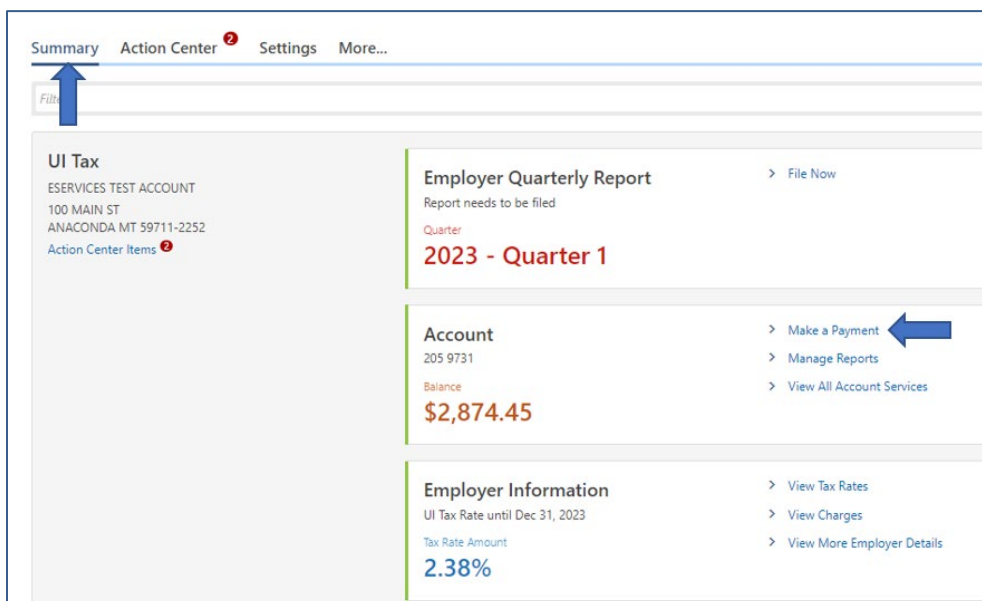 Summary Action Center 2 Settings More...
UI Tax
ESERVICES TEST ACCOUNT
100 MAIN ST
ANACONDA MT 59711-2252
Action Center Items 2
Employer Quarterly Report
Report needs to be filed
Quarter
2023 - Quarter 1
> File Now
Account
205 9731
Balance
$2,874.45
> Make a Payment
> Manage Reports
> View All Account Services
Employer Information
UI Tax Rate until Dec 31, 2023
Tax Rate Amount
2.38%
> View Tax Rates
> View Charges
> View More Employer Details